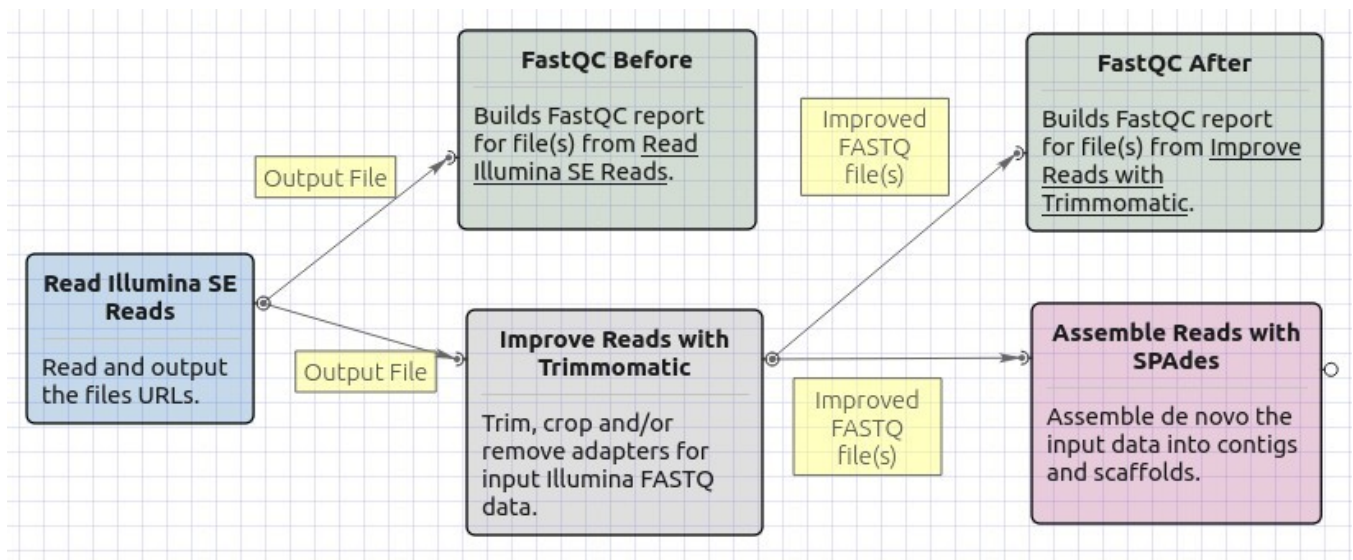 FastQC Before
Builds FastQC report
for file(s) from Read
Illumina SE Reads.
FastQC After
Builds FastQC report
for file(s) from Improve
Reads with
Trimmomatic.
Improved
FASTQ
file(s)
Output File
Read Illumina SE
Reads
Read and output
the files URLs.
Output File
Improve Reads with
Trimmomatic
Trim, crop and/or
remove adapters for
input Illumina FASTQ
data.
Improved
FASTQ
file(s)
Assemble Reads with
SPAdes
Assemble de novo the
input data into contigs
and scaffolds.